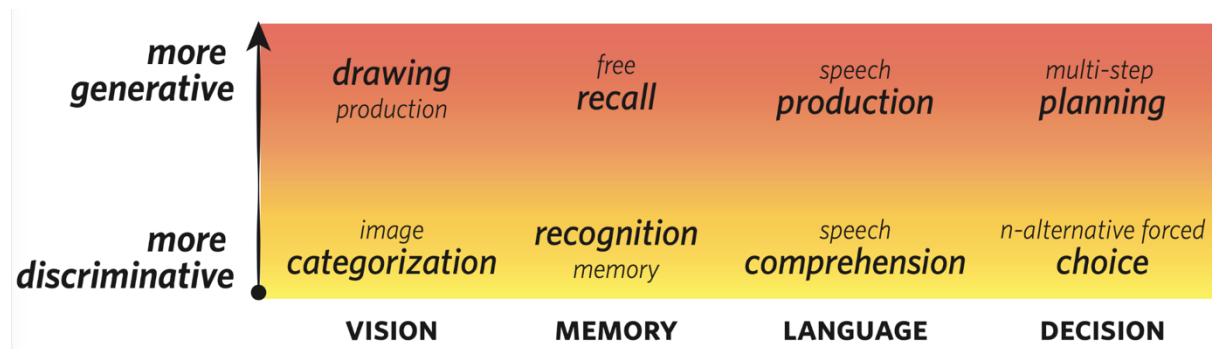 more
generative
drawing
production
free
recall
speech
production
multi-step
planning
more
discriminative
image
categorization
recognition
memory
speech
comprehension
n-alternative forced
choice
VISION
MEMORY
LANGUAGE
DECISION